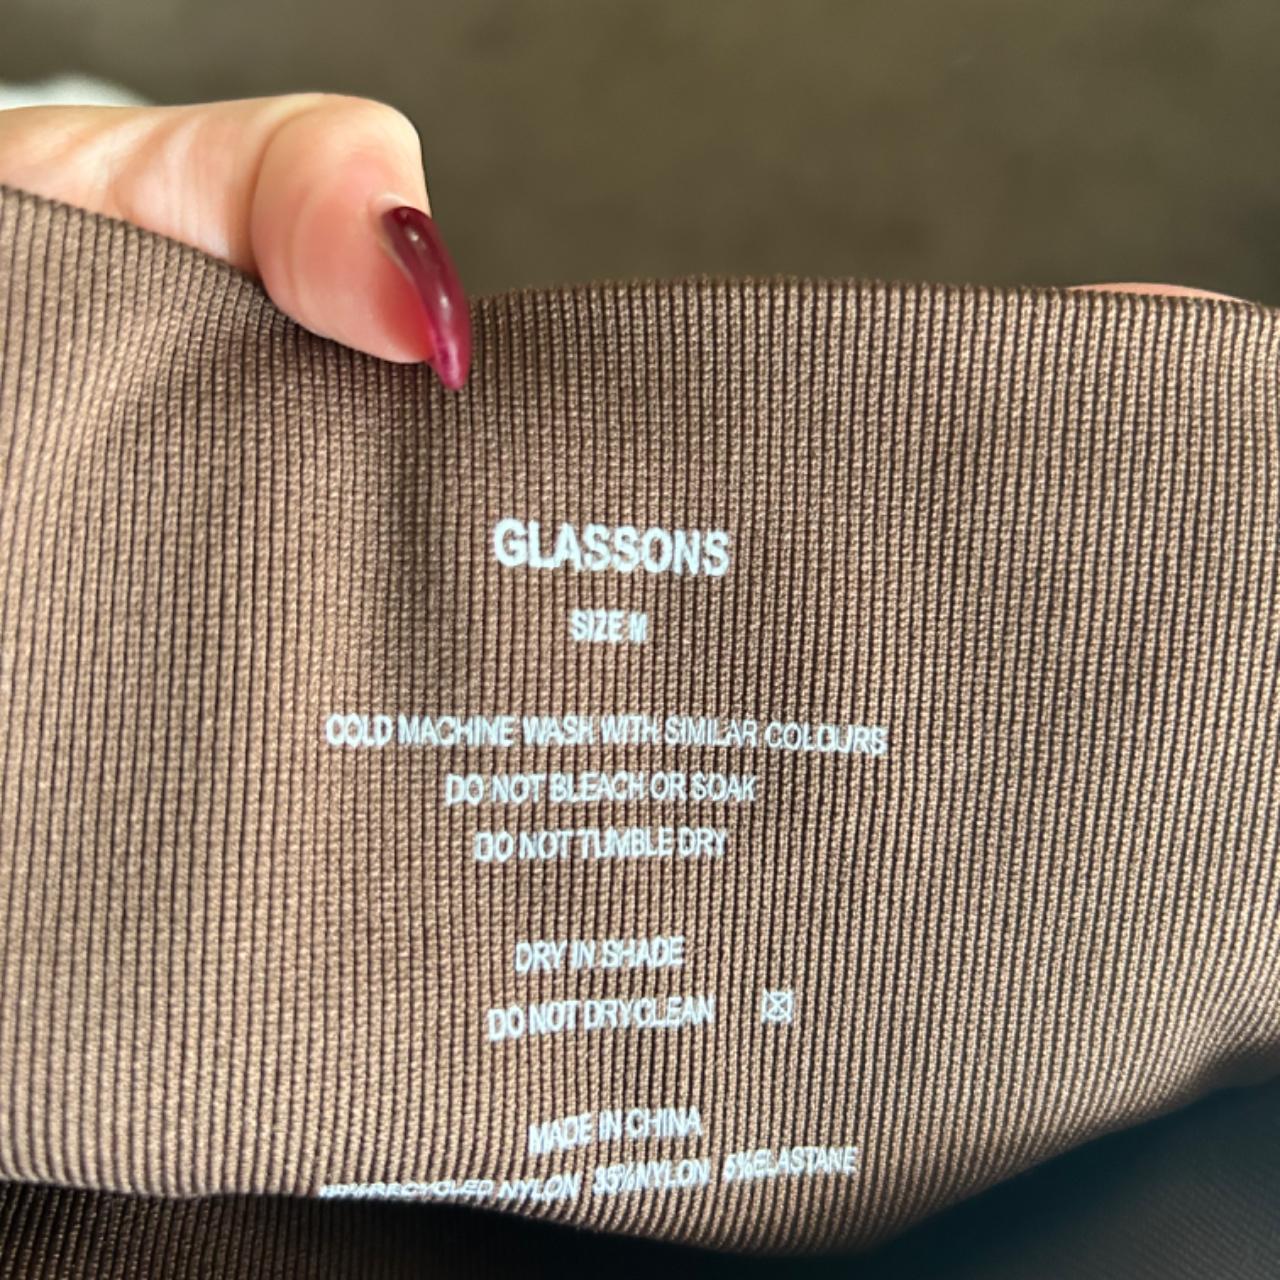 GLASSONS
SIZE M
COLD MACHINE WASH WITH SIMILAR COLOURS
DO NOT BLEACH OR SOAK
DO NOT TUMBLE DRY
DRY IN SHADE
DO NOT DRYCLEAN
MADE IN CHINA
RECYCLED NYLON 35%NYLON 5%ELASTANE